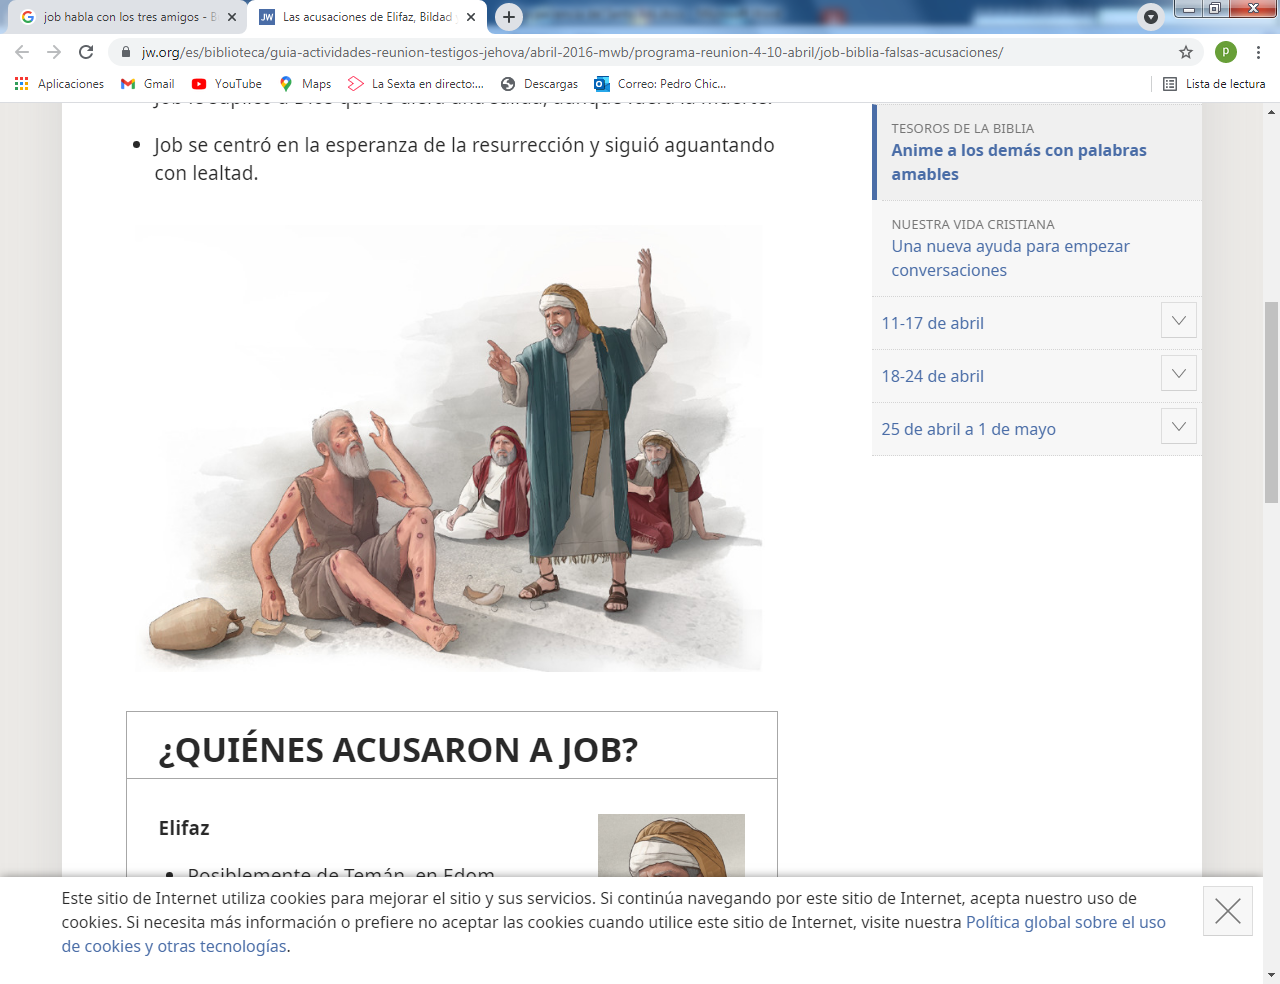 job habla con los tres amigos - B
Las acusaciones de Elifaz, Bildad
jw.org/es/biblioteca/guia-actividades-reunion-testigos-jehova/abril-2016-mwb/programa-reunion-4-10-abril/job-biblia-falsas-acusaciones/
p
Aplicaciones
Gmail
YouTube
Maps
La Sexta en directo:...
Descargas
Correo: Pedro Chic...
Lista de lectura
Job se centró en la esperanza de la resurrección y siguió aguantando
con lealtad.
TESOROS DE LA BIBLIA
Anime a los demás con palabras
amables
NUESTRA VIDA CRISTIANA
Una nueva ayuda para empezar
conversaciones
11-17 de abril
18-24 de abril
25 de abril a 1 de mayo
¿QUIÉNES ACUSARON A JOB?
Elifaz
Posiblemente de Temán, en Edom
Este sitio de Internet utiliza cookies para mejorar el sitio y sus servicios. Si continúa navegando por este sitio de Internet, acepta nuestro uso de
cookies. Si necesita más información o prefiere no aceptar las cookies cuando utilice este sitio de Internet, visite nuestra Política global sobre el uso
de cookies y otras tecnologías.